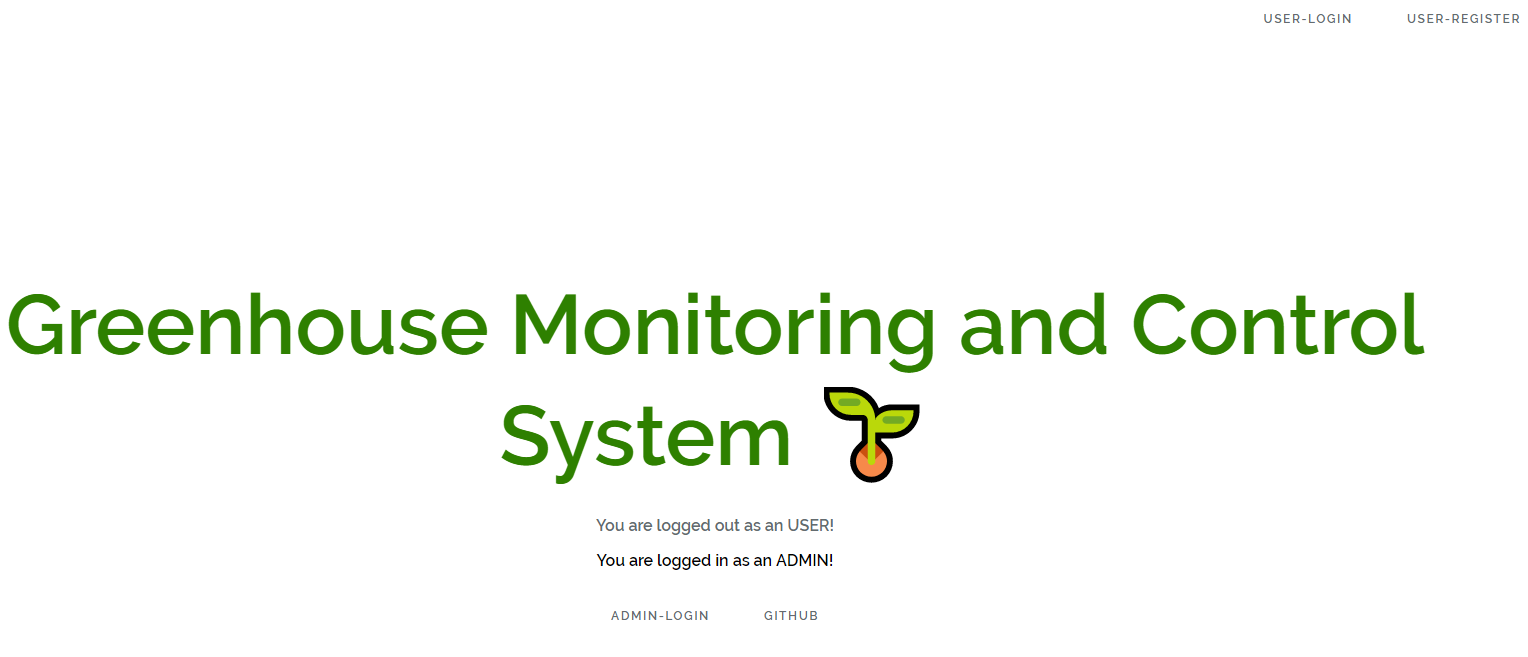 USER-LOGIN USER-REGISTER
Greenhouse Monitoring and Control
System
You are logged out as an USER!
You are logged in as an ADMIN!
ADMIN-LOGIN GITHUB